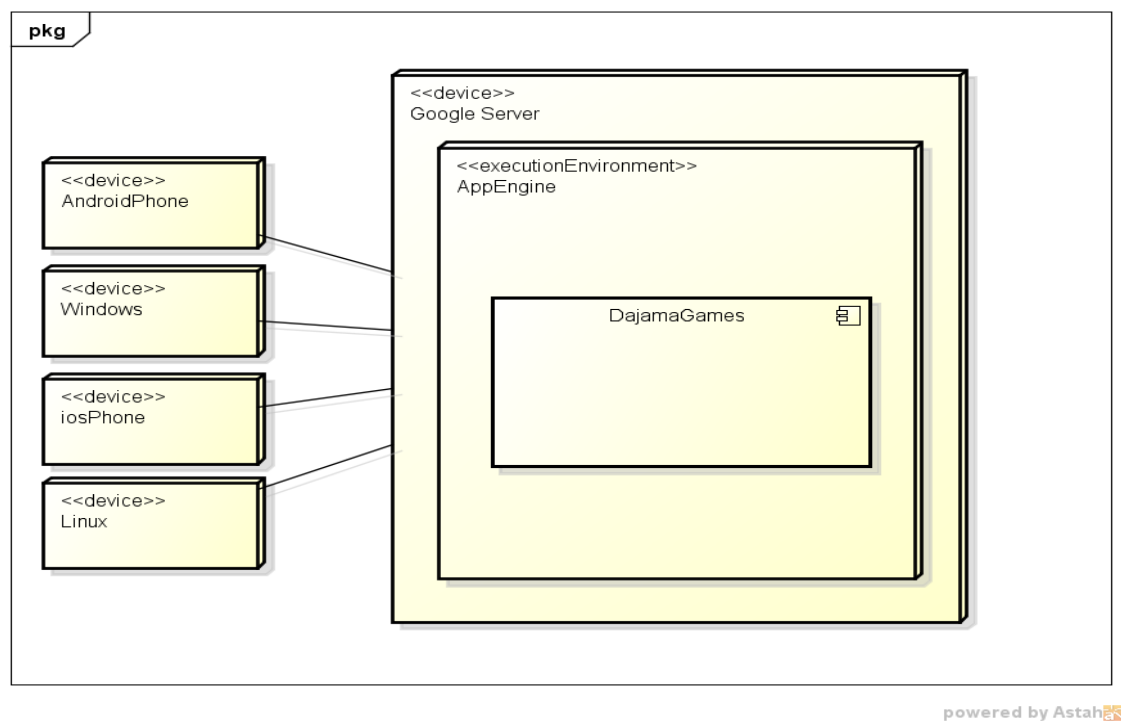 pkg
<<device>>
Google Server
<<executionEnvironment>>
AppEngine
<<device>>
AndroidPhone
<<device>>
Windows
<<device>>
iosPhone
<<device>>
Linux
DajamaGames
powered by Astah